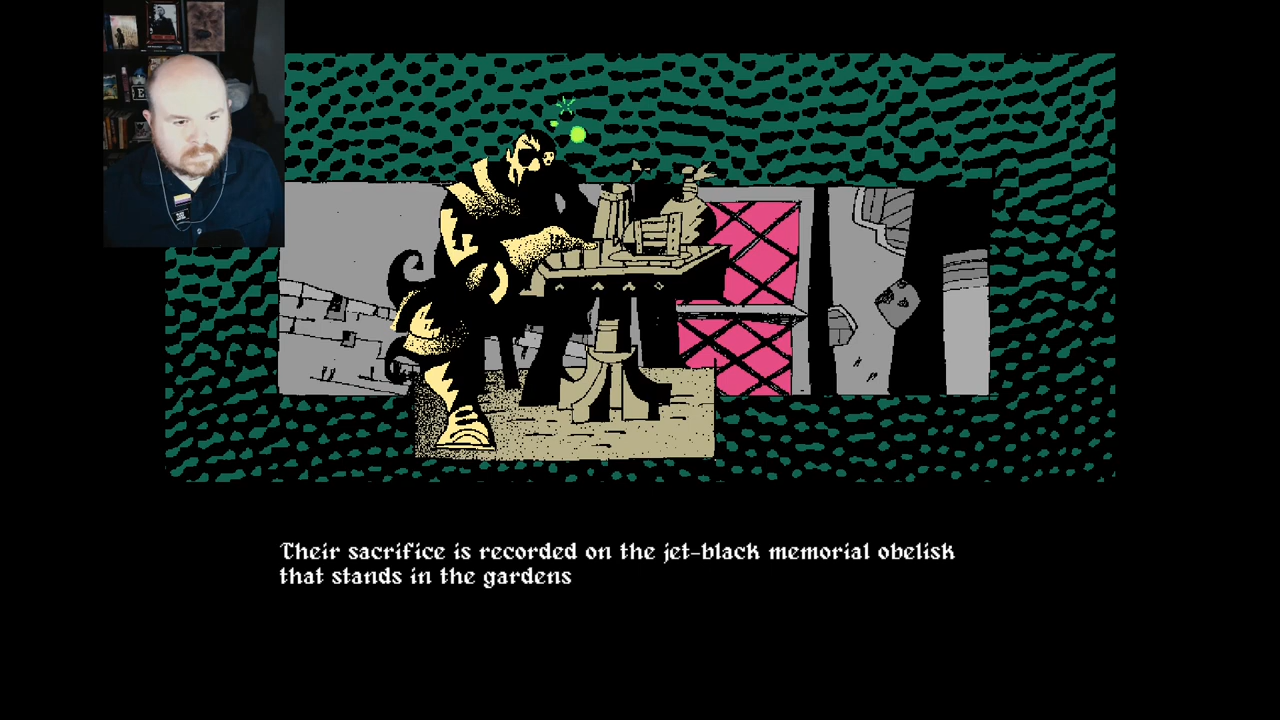 Their sacrifice is recorded on the jet-black memorial obelisk
that stands in the gardens